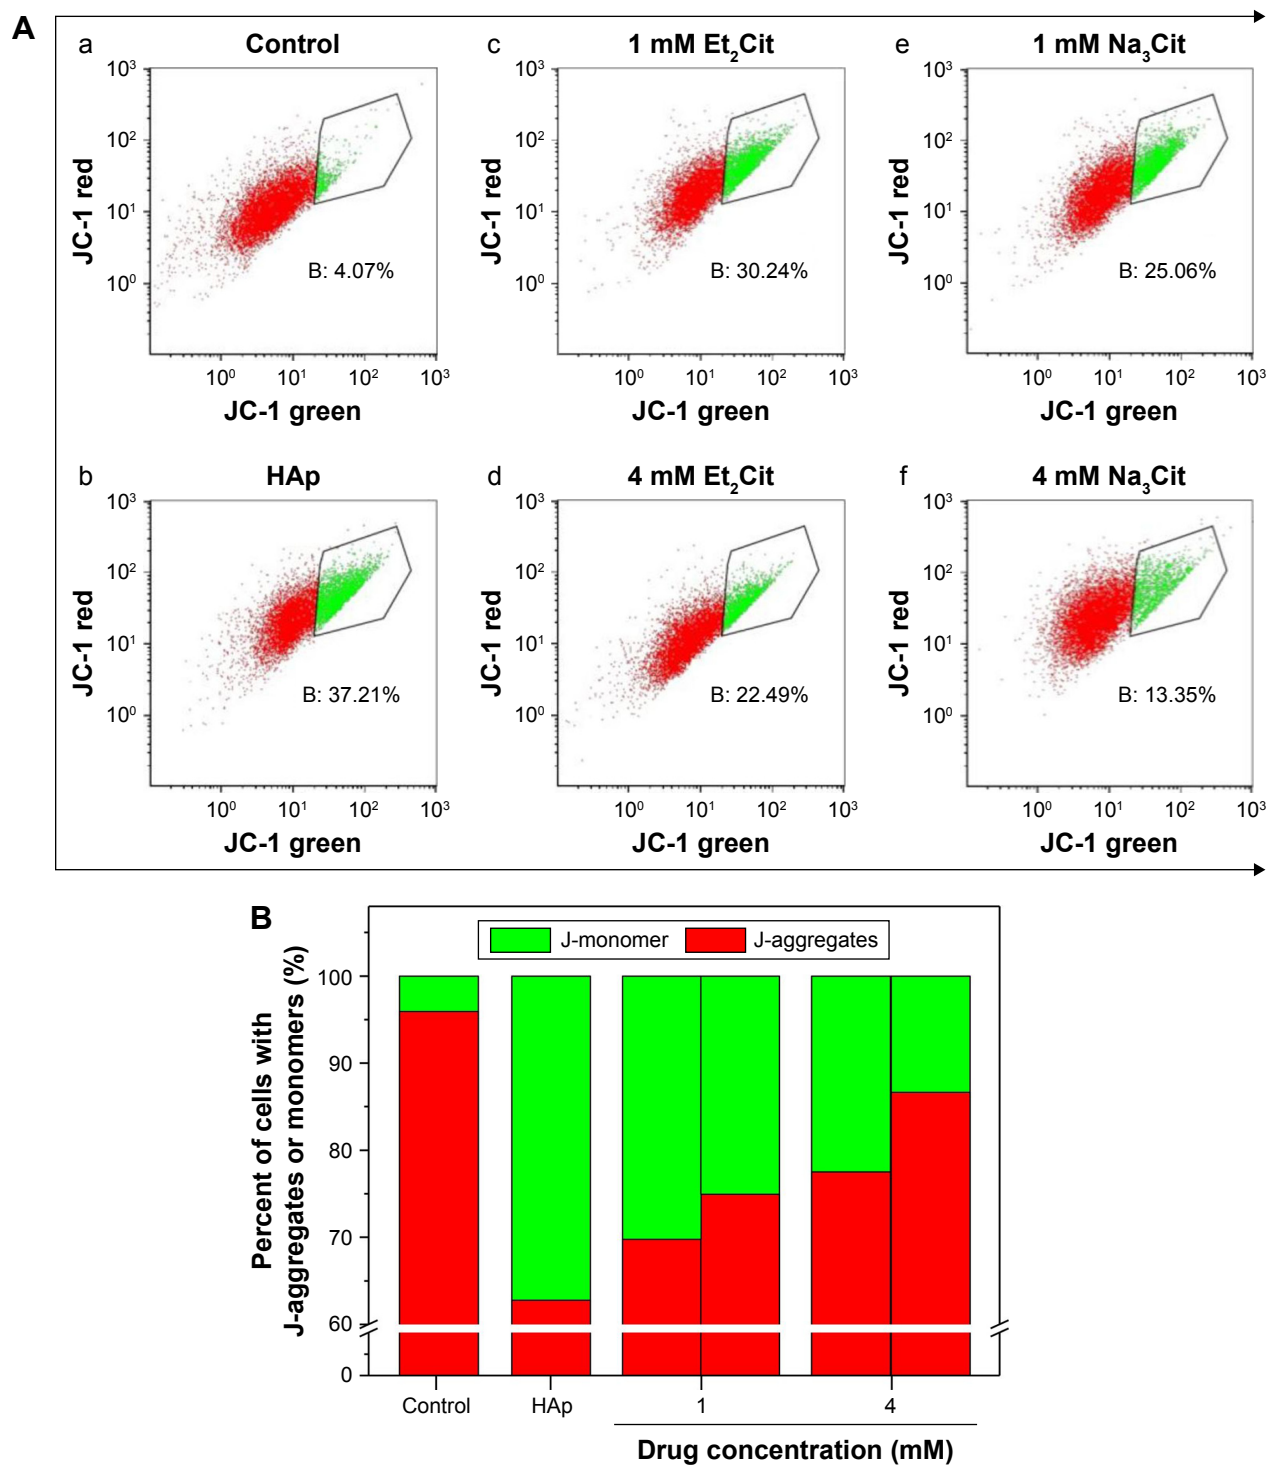 A
a Control
10³
10²
10¹
10⁰
JC-1 red
B: 4.07%
10⁰ 10¹ 10² 10³
JC-1 green
c 1 mM Et₂Cit
10³
10²
10¹
10⁰
JC-1 red
B: 30.24%
10⁰ 10¹ 10² 10³
JC-1 green
e 1 mM Na₃Cit
10³
10²
10¹
10⁰
JC-1 red
B: 25.06%
10⁰ 10¹ 10² 10³
JC-1 green
b HAp
10³
10²
10¹
10⁰
JC-1 red
B: 37.21%
10⁰ 10¹ 10² 10³
JC-1 green
d 4 mM Et₂Cit
10³
10²
10¹
10⁰
JC-1 red
B: 22.49%
10⁰ 10¹ 10² 10³
JC-1 green
f 4 mM Na₃Cit
10³
10²
10¹
10⁰
JC-1 red
B: 13.35%
10⁰ 10¹ 10² 10³
JC-1 green
B
J-monomer J-aggregates
Percent of cells with
J-aggregates or monomers (%)
100
90
80
70
60
0
Control HAp 1 4
Drug concentration (mM)